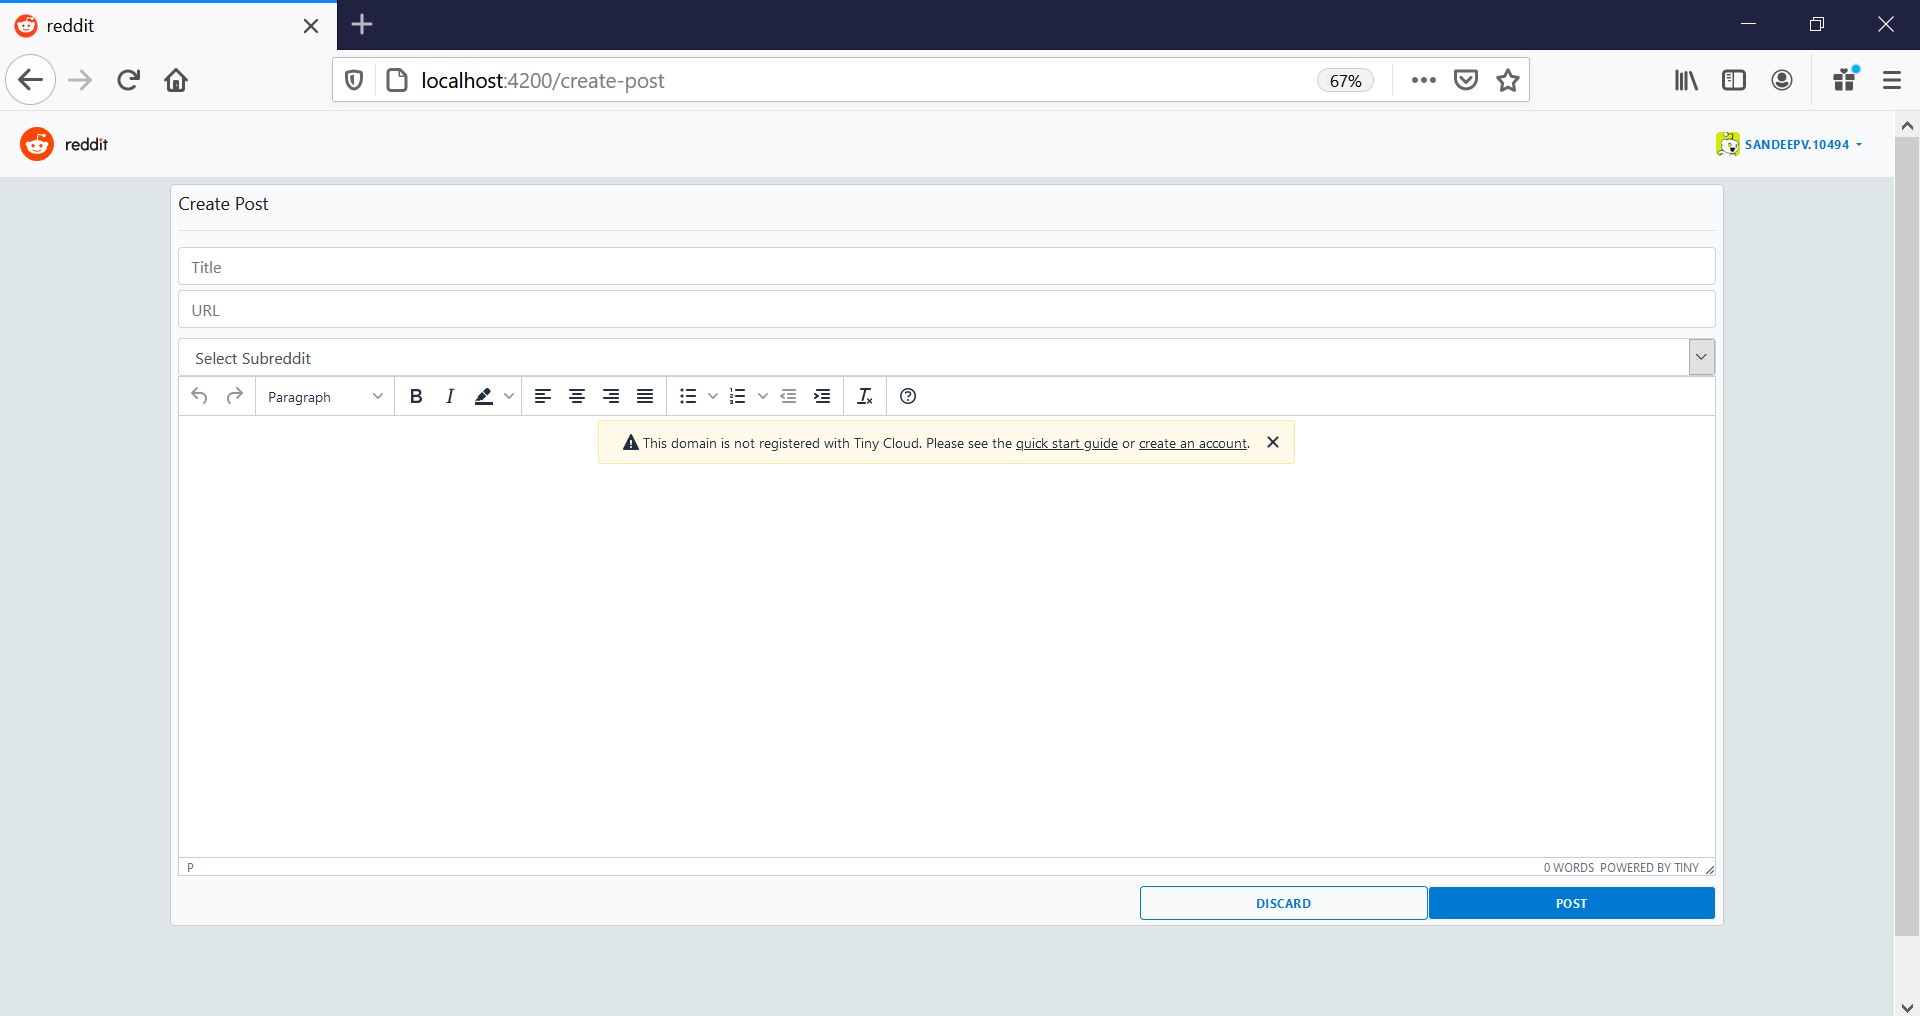 reddit
localhost:4200/create-post
67%
reddit
SANDEEPV.10494
Create Post
Title
URL
Select Subreddit
Paragraph
B I
This domain is not registered with Tiny Cloud. Please see the quick start guide or create an account.
P
0 WORDS POWERED BY TINY
DISCARD
POST